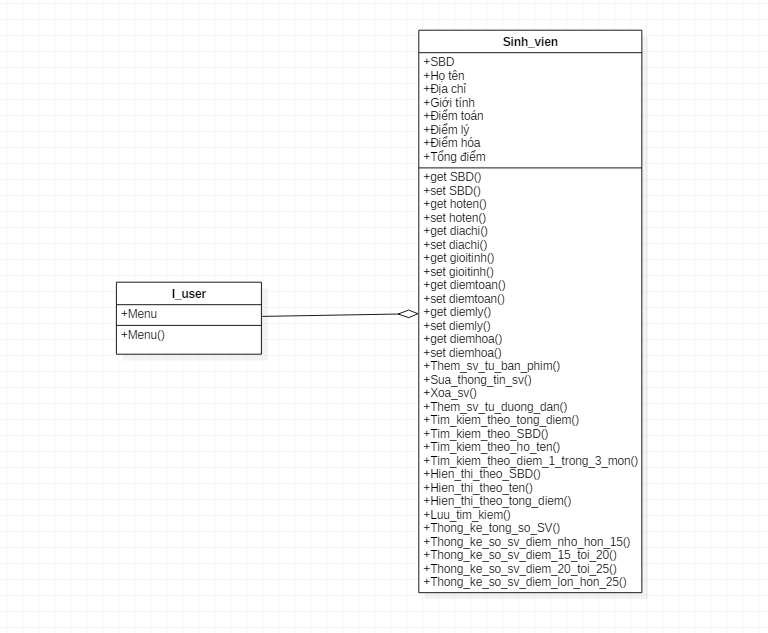 Sinh_vien
+SBD
+Họ tên
+Địa chỉ
+Giới tính
+Điểm toán
+Điểm lý
+Điểm hóa
+Tổng điểm
+get SBD()
+set SBD()
+get hoten()
+set hoten()
+get diachi()
+set diachi()
+get gioitinh()
+set gioitinh()
+get diemtoan()
+set diemtoan()
+get diemly()
+set diemly()
+get diemhoa()
+set diemhoa()
+Them_sv_tu_ban_phim()
+Sua_thong_tin_sv()
+Xoa_sv()
+Them_sv_tu_duong_dan()
+Tim_kiem_theo_tong_diem()
+Tim_kiem_theo_SBD()
+Tim_kiem_theo_ho_ten()
+Tim_kiem_theo_diem_1_trong_3_mon()
+Hien_thi_theo_SBD()
+Hien_thi_theo_ten()
+Hien_thi_theo_tong_diem()
+Luu_tim_kiem()
+Thong_ke_tong_so_SV()
+Thong_ke_so_sv_diem_nho_hon_15()
+Thong_ke_so_sv_diem_15_toi_20()
+Thong_ke_so_sv_diem_20_toi_25()
+Thong_ke_so_sv_diem_lon_hon_25()
I_user
+Menu
+Menu()